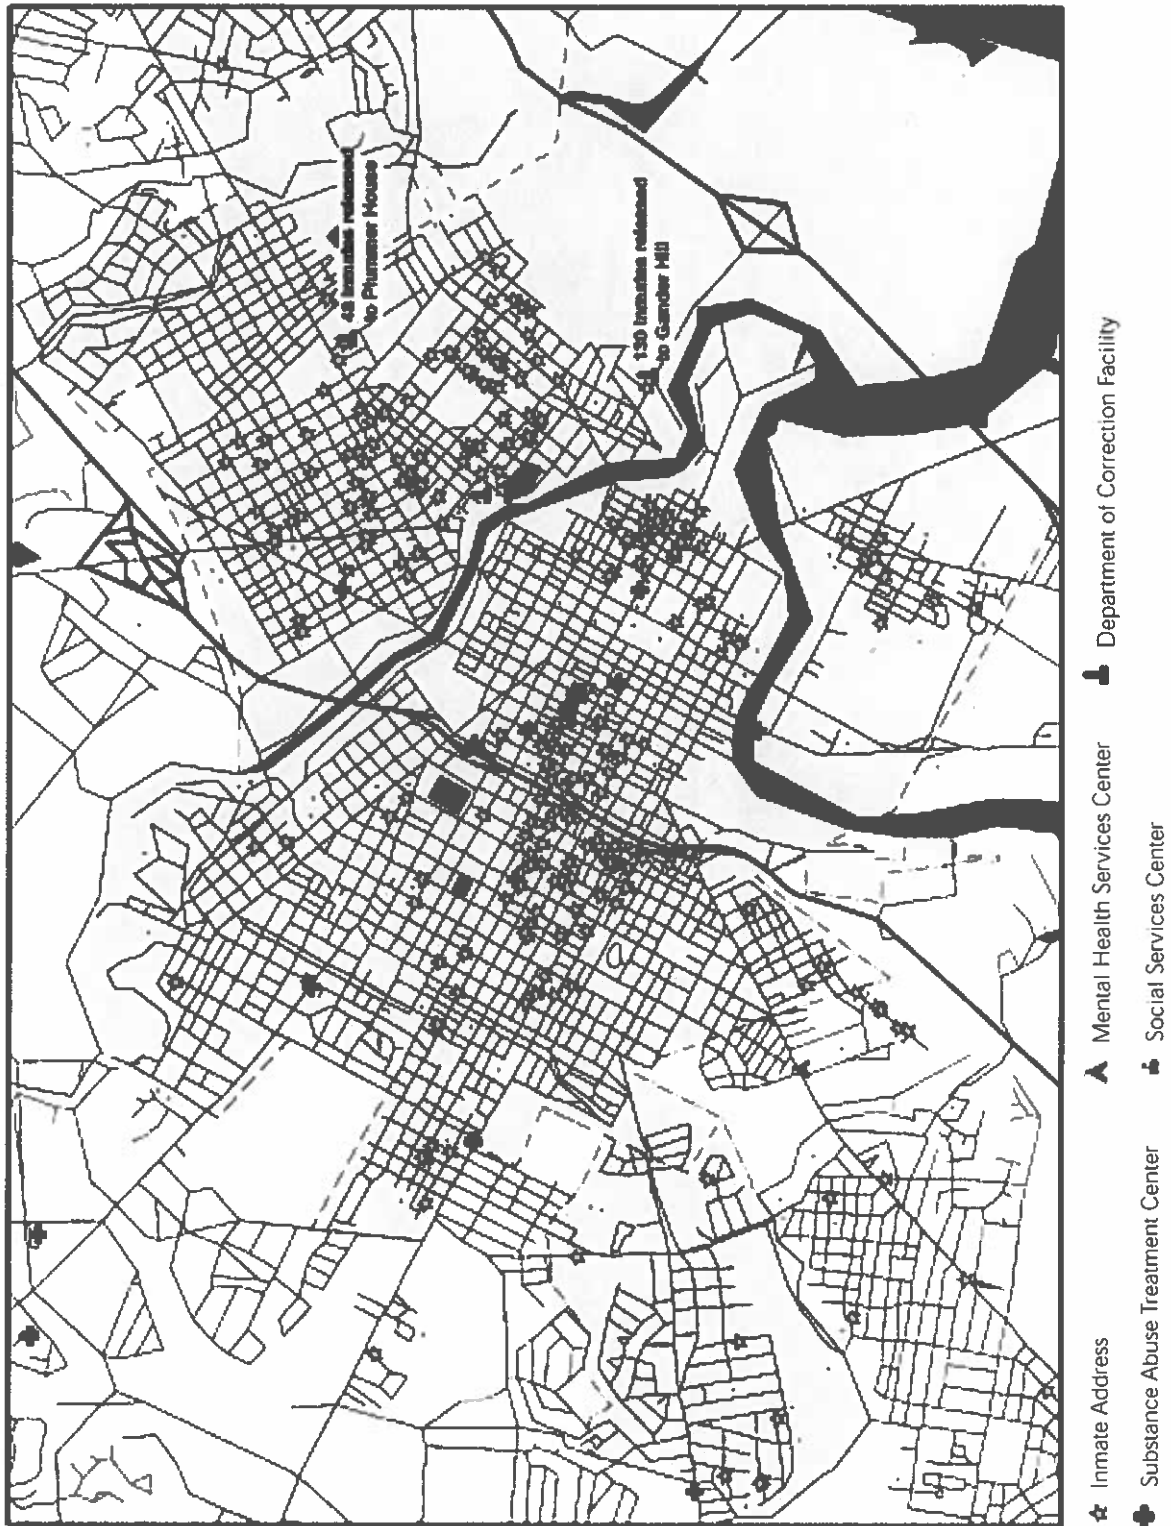 48 inmates released
to Plummer House
130 inmates released
to Gander Hill
Inmate Address
Mental Health Services Center
Department of Correction Facility
Substance Abuse Treatment Center
Social Services Center